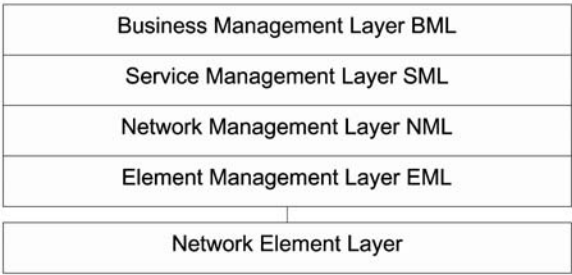 Business Management Layer BML
Service Management Layer SML
Network Management Layer NML
Element Management Layer EML
Network Element Layer